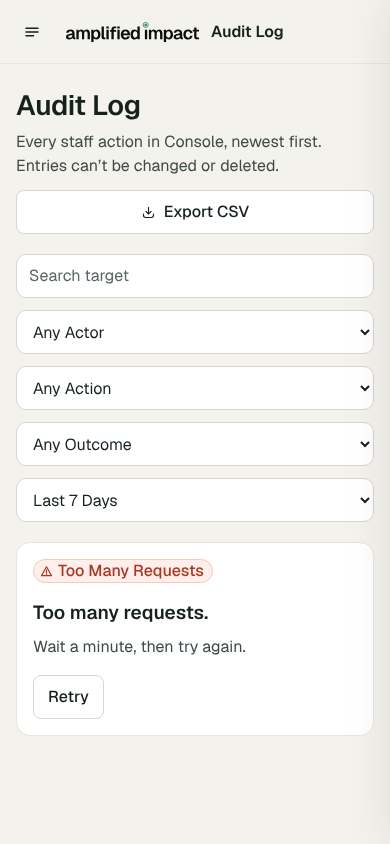 amplified impact Audit Log
Audit Log
Every staff action in Console, newest first.
Entries can’t be changed or deleted.
Export CSV
Search target
Any Actor
Any Action
Any Outcome
Last 7 Days
Too Many Requests
Too many requests.
Wait a minute, then try again.
Retry